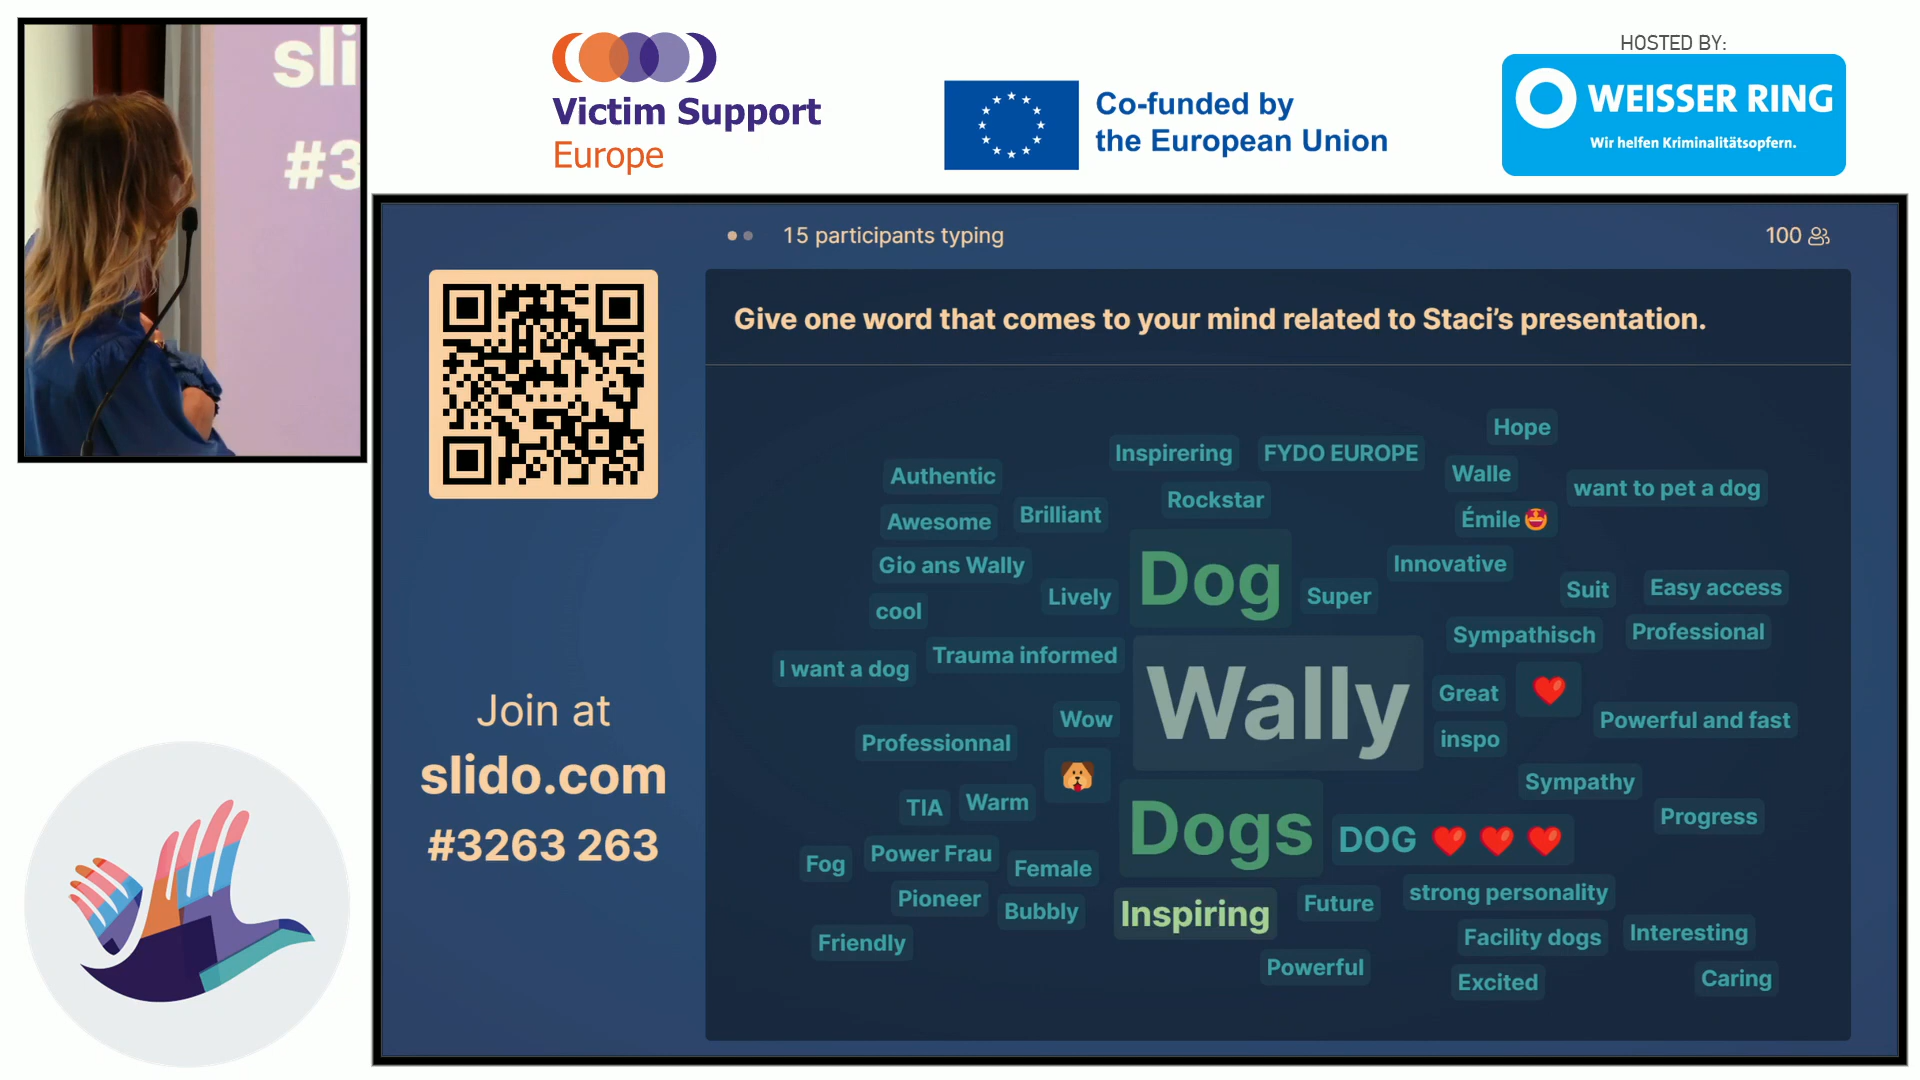 sli
#3
Victim Support
Europe
Co-funded by
the European Union
HOSTED BY:
WEISSER RING
Wir helfen Kriminalitätsopfern.
15 participants typing
100
Give one word that comes to your mind related to Staci’s presentation.
Join at
slido.com
#3263 263
Hope
Inspirering
FYDO EUROPE
Authentic
Walle
want to pet a dog
Rockstar
Awesome
Brilliant
Émile🤩
Gio ans Wally
Dog
Innovative
cool
Lively
Super
Suit
Easy access
Sympathisch
Professional
I want a dog
Trauma informed
Wally
Great
❤️
Wow
Powerful and fast
Professionnal
inspo
🐶
Sympathy
TIA
Warm
Progress
Dogs
DOG ❤️ ❤️ ❤️
Fog
Power Frau
Female
strong personality
Pioneer
Bubbly
Inspiring
Future
Friendly
Facility dogs
Interesting
Powerful
Excited
Caring